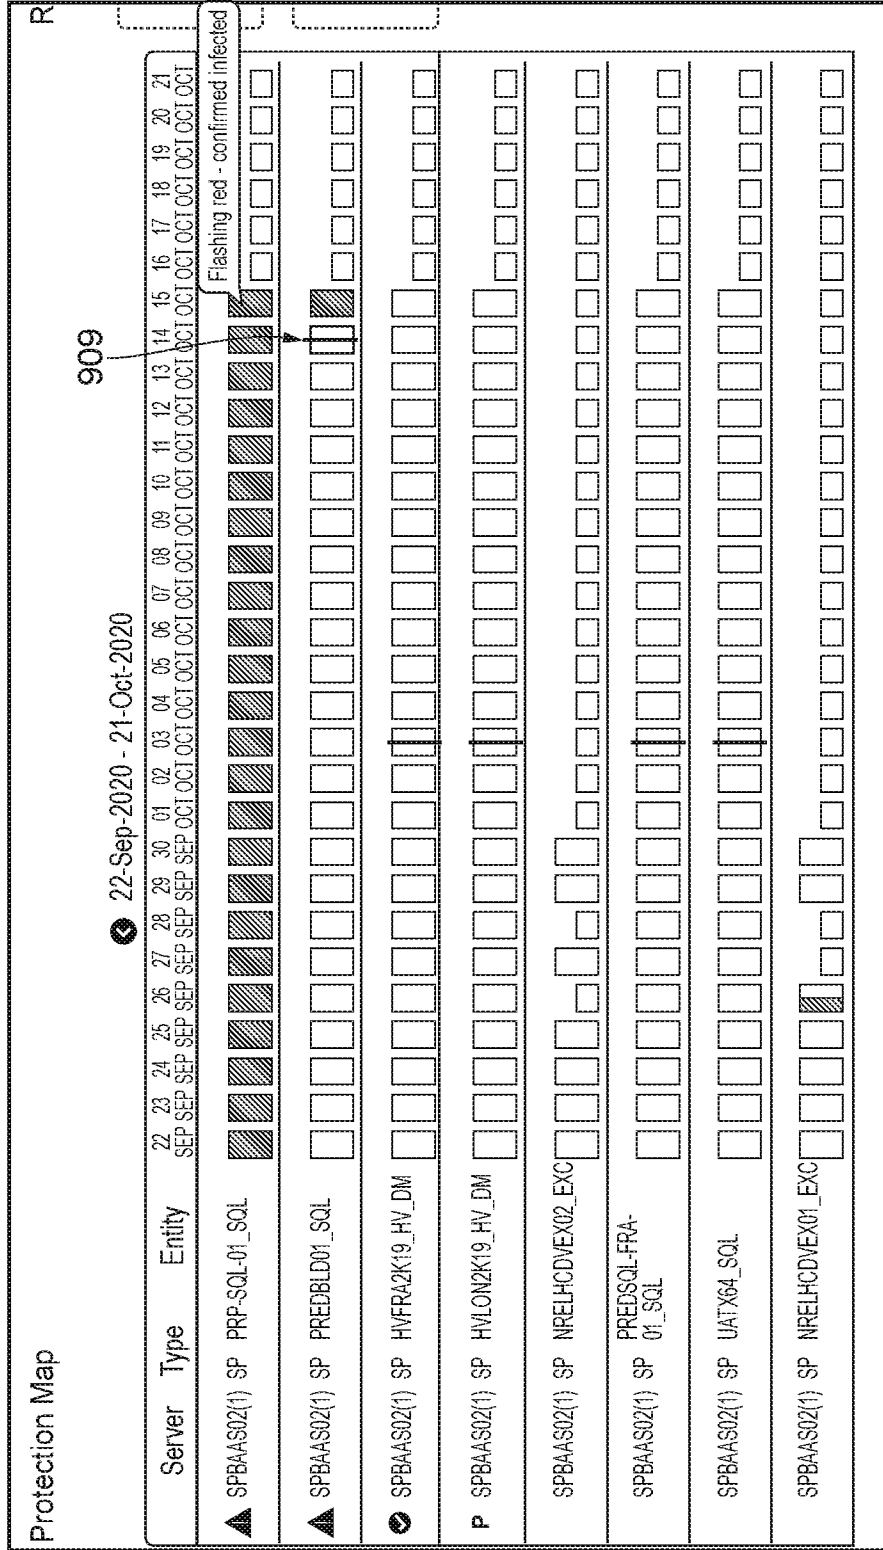 Protection Map
R
22-Sep-2020 - 21-Oct-2020
909
Server Type Entity
22 23 24 25 26 27 28 29 30 01 02 03 04 05 06 07 08 09 10 11 12 13 14 15 16 17 18 19 20 21
SEP SEP SEP SEP SEP SEP SEP SEP SEP OCT OCT OCT OCT OCT OCT OCT OCT OCT OCT OCT OCT OCT OCT OCT OCT OCT OCT OCT OCT OCT
SPBAAS02(1) SP PRP-SQL-01_SQL
Flashing red - confirmed infected
SPBAAS02(1) SP PREDBLD01_SQL
SPBAAS02(1) SP HVFRA2K19_HV_DM
P SPBAAS02(1) SP HVLON2K19_HV_DM
SPBAAS02(1) SP NRELHCDVEX02_EXC
SPBAAS02(1) SP PREDSQL-FRA-
01_SQL
SPBAAS02(1) SP UATX64_SQL
SPBAAS02(1) SP NRELHCDVEX01_EXC